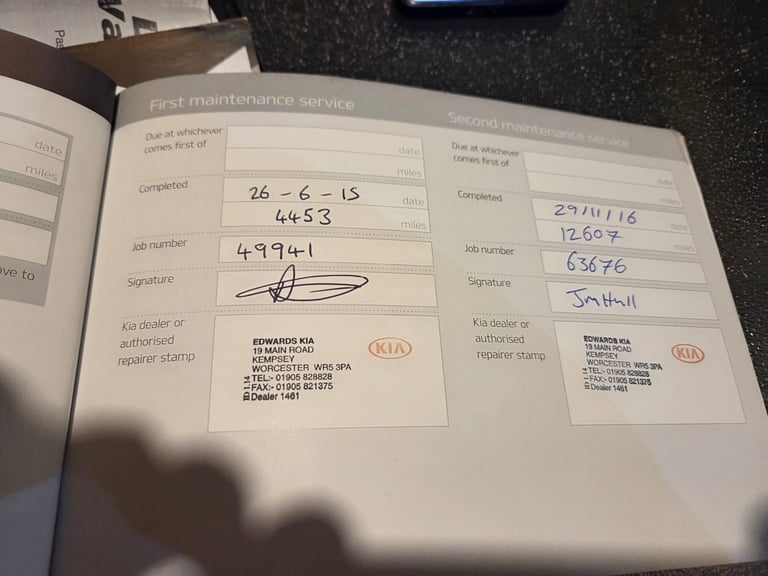 Pas
date
miles
ove to
First maintenance service
Due at whichever
comes first of
date
miles
Completed
26-6-15
date
4453
miles
Job number
49941
Signature
Kia dealer or
authorised
repairer stamp
EDWARDS KIA
19 MAIN ROAD
KEMPSEY
WORCESTER WR5 3PA
TEL:- 01905 828828
FAX:- 01905 821375
Dealer 1461
ID 1.14
KIA
Second maintenance service
Due at whichever
comes first of
date
miles
Completed
29/11/16
date
12607
miles
Job number
63676
Signature
Kia dealer or
authorised
repairer stamp
EDWARDS KIA
19 MAIN ROAD
KEMPSEY
WORCESTER WR5 3PA
TEL:- 01905 828828
FAX:- 01905 821375
Dealer 1461
KIA